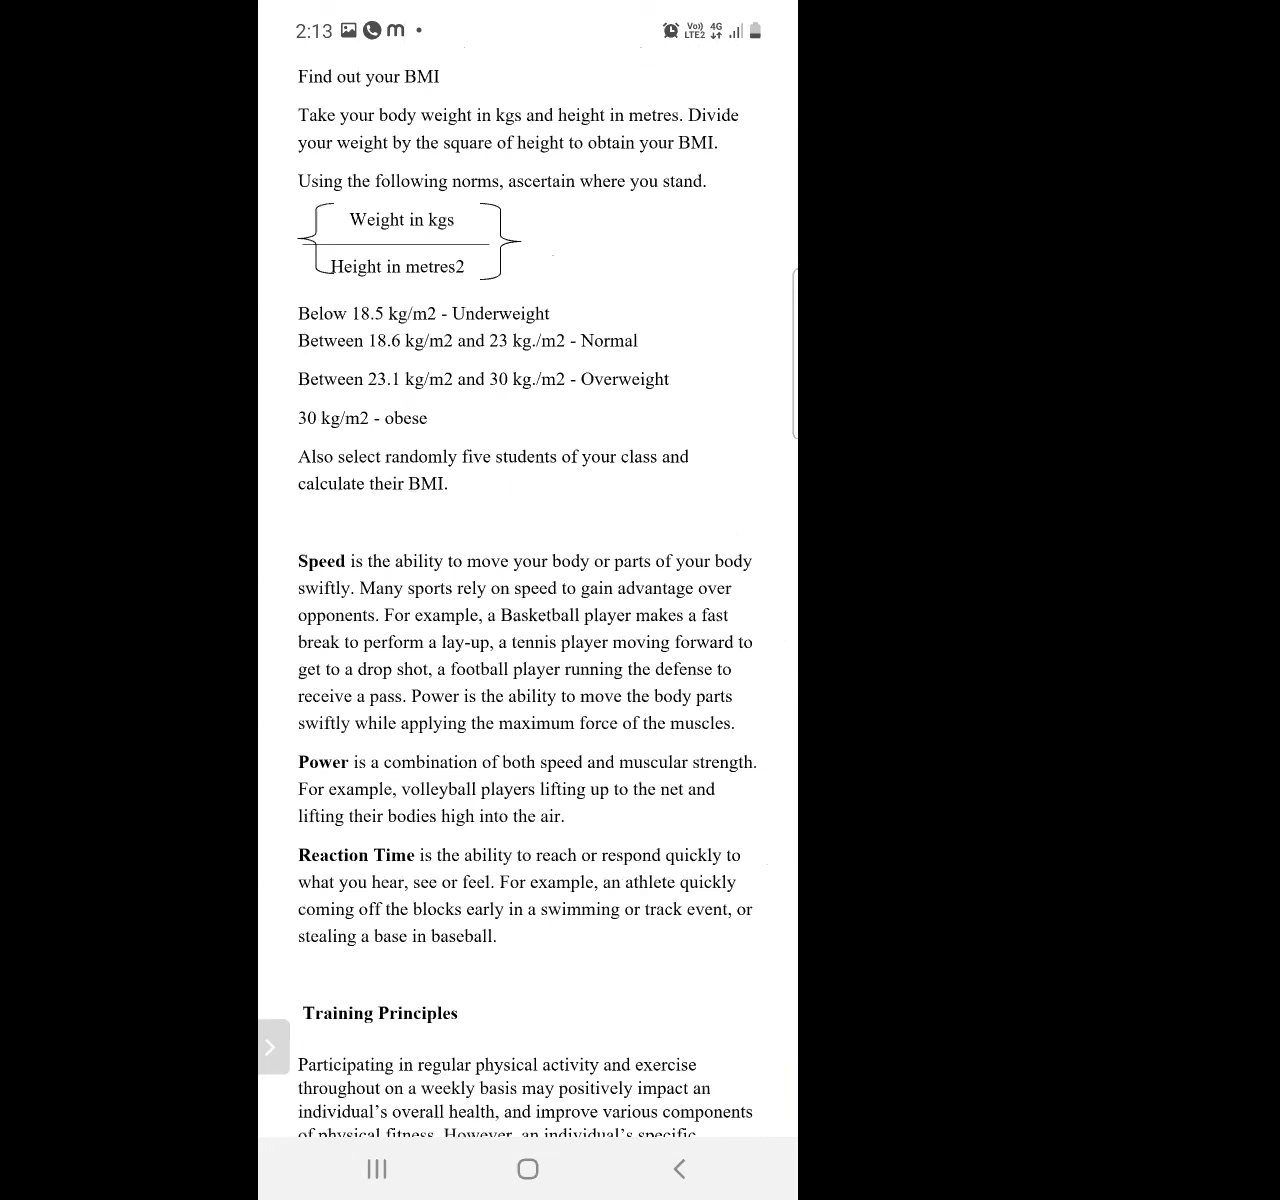 2:13 m •
Vo)) LTE2 4G
Find out your BMI
Take your body weight in kgs and height in metres. Divide
your weight by the square of height to obtain your BMI.
Using the following norms, ascertain where you stand.
Weight in kgs
Height in metres2
Below 18.5 kg/m2 - Underweight
Between 18.6 kg/m2 and 23 kg./m2 - Normal
Between 23.1 kg/m2 and 30 kg./m2 - Overweight
30 kg/m2 - obese
Also select randomly five students of your class and
calculate their BMI.
Speed is the ability to move your body or parts of your body
swiftly. Many sports rely on speed to gain advantage over
opponents. For example, a Basketball player makes a fast
break to perform a lay-up, a tennis player moving forward to
get to a drop shot, a football player running the defense to
receive a pass. Power is the ability to move the body parts
swiftly while applying the maximum force of the muscles.
Power is a combination of both speed and muscular strength.
For example, volleyball players lifting up to the net and
lifting their bodies high into the air.
Reaction Time is the ability to reach or respond quickly to
what you hear, see or feel. For example, an athlete quickly
coming off the blocks early in a swimming or track event, or
stealing a base in baseball.
Training Principles
Participating in regular physical activity and exercise
throughout on a weekly basis may positively impact an
individual's overall health, and improve various components
of physical fitness. However, an individual's specific